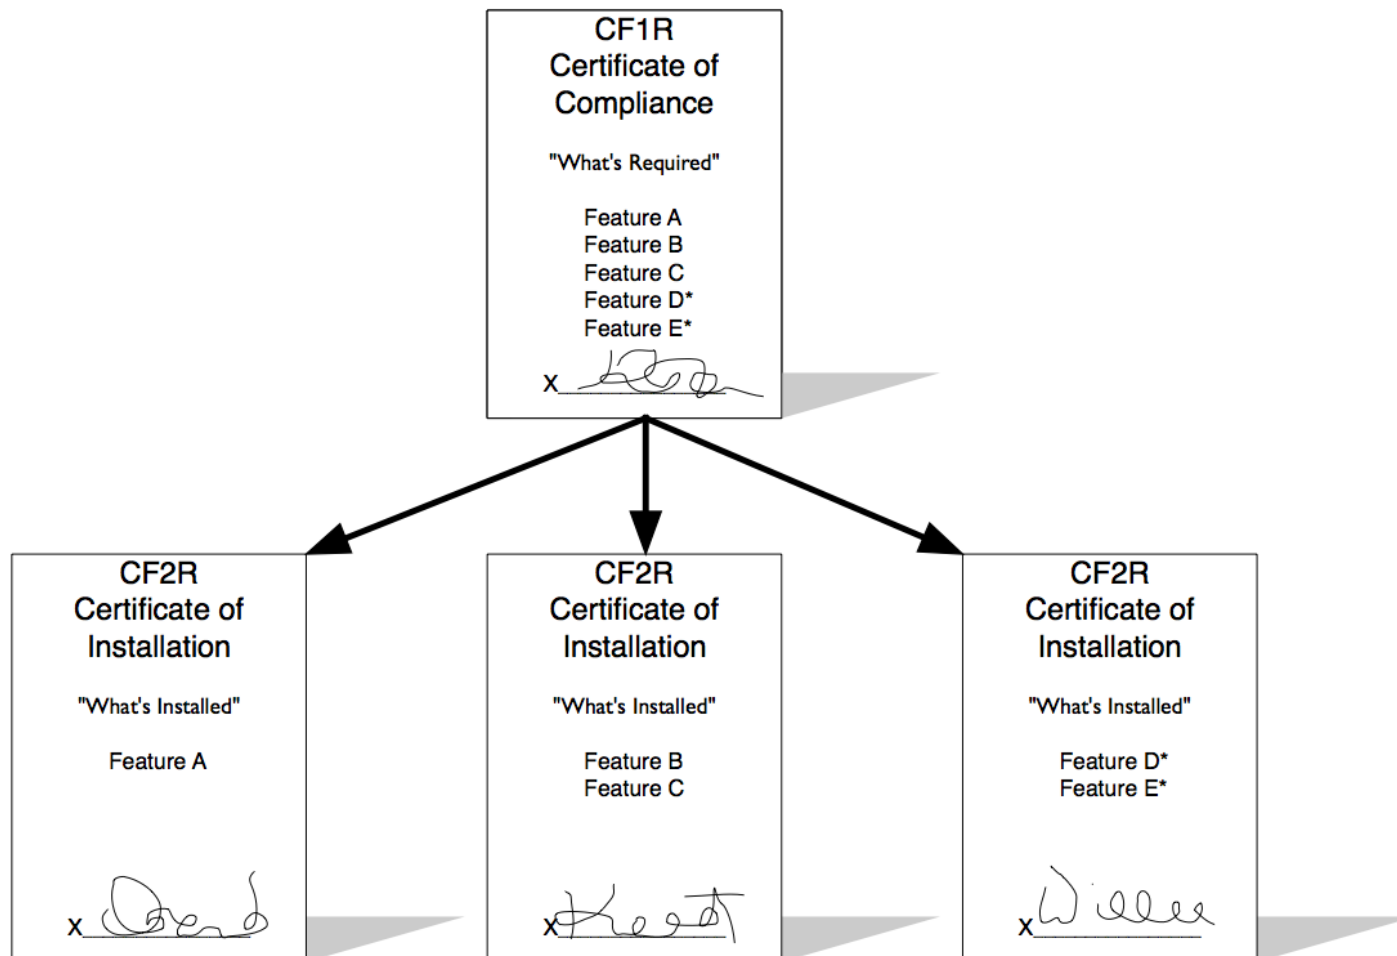 CF1R
Certificate of
Compliance
"What's Required"
Feature A
Feature B
Feature C
Feature D*
Feature E*
X
CF2R
Certificate of
Installation
"What's Installed"
Feature A
X
CF2R
Certificate of
Installation
"What's Installed"
Feature B
Feature C
X
CF2R
Certificate of
Installation
"What's Installed"
Feature D*
Feature E*
X